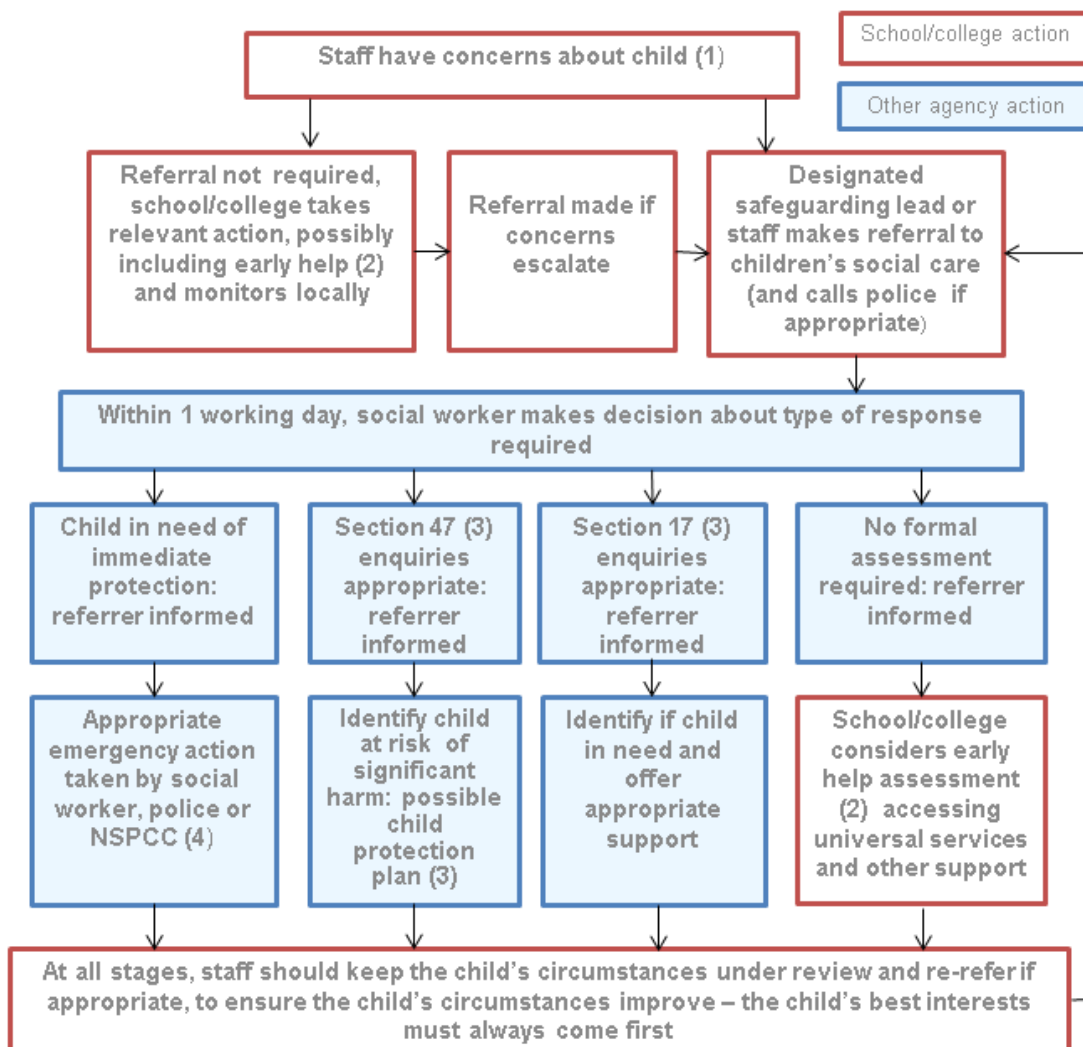 School/college action
Staff have concerns about child (1)
Other agency action
Referral not required,
school/college takes
relevant action, possibly
including early help (2)
and monitors locally
Referral made if
concerns
escalate
Designated
safeguarding lead or
staff makes referral to
children’s social care
(and calls police if
appropriate)
Within 1 working day, social worker makes decision about type of response
required
Child in need of
immediate
protection:
referrer informed
Section 47 (3)
enquiries
appropriate:
referrer
informed
Section 17 (3)
enquiries
appropriate:
referrer
informed
No formal
assessment
required: referrer
informed
Appropriate
emergency action
taken by social
worker, police or
NSPCC (4)
Identify child
at risk of
significant
harm: possible
child
protection
plan (3)
Identify if child
in need and
offer
appropriate
support
School/college
considers early
help assessment
(2) accessing
universal services
and other support
At all stages, staff should keep the child’s circumstances under review and re-refer if
appropriate, to ensure the child’s circumstances improve – the child’s best interests
must always come first